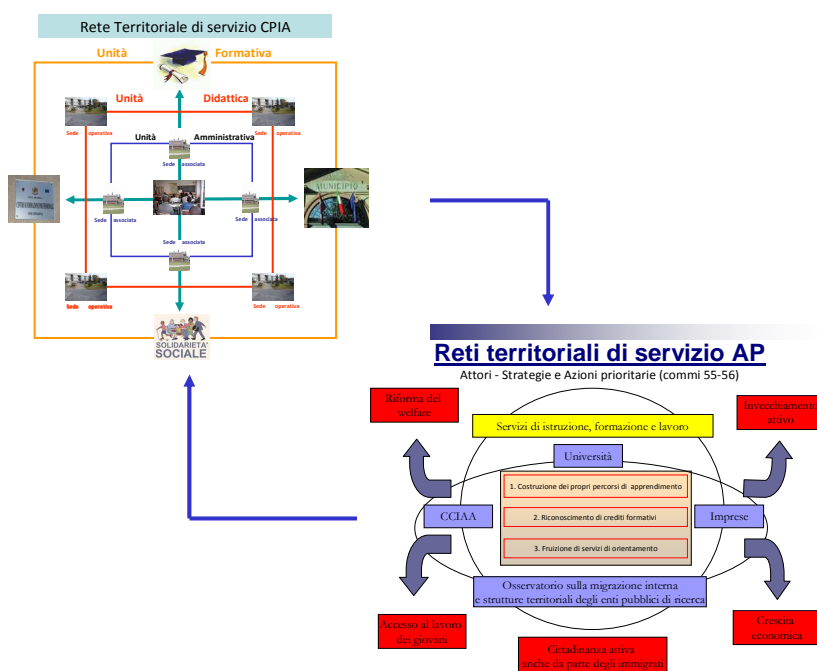 Rete Territoriale di servizio CPIA
Unità Formativa
Unità Didattica
Sede operativa
Sede operativa
Unità Amministrativa
Sede associata
MUNICIPIO
Sede associata
Sede associata
Sede associata
Sede operativa
Sede operativa
SOLIDARIETA'
SOCIALE
Reti territoriali di servizio AP
Attori - Strategie e Azioni prioritarie (commi 55-56)
Riforma del
welfare
Invecchiamento
attivo
Servizi di istruzione, formazione e lavoro
Università
1. Costruzione dei propri percorsi di apprendimento
CCIAA
2. Riconoscimento di crediti formativi
Imprese
3. Fruizione di servizi di orientamento
Osservatorio sulla migrazione interna
e strutture territoriali degli enti pubblici di ricerca
Accesso al lavoro
dei giovani
Crescita
economica
Cittadinanza attiva
anche da parte degli immigrati